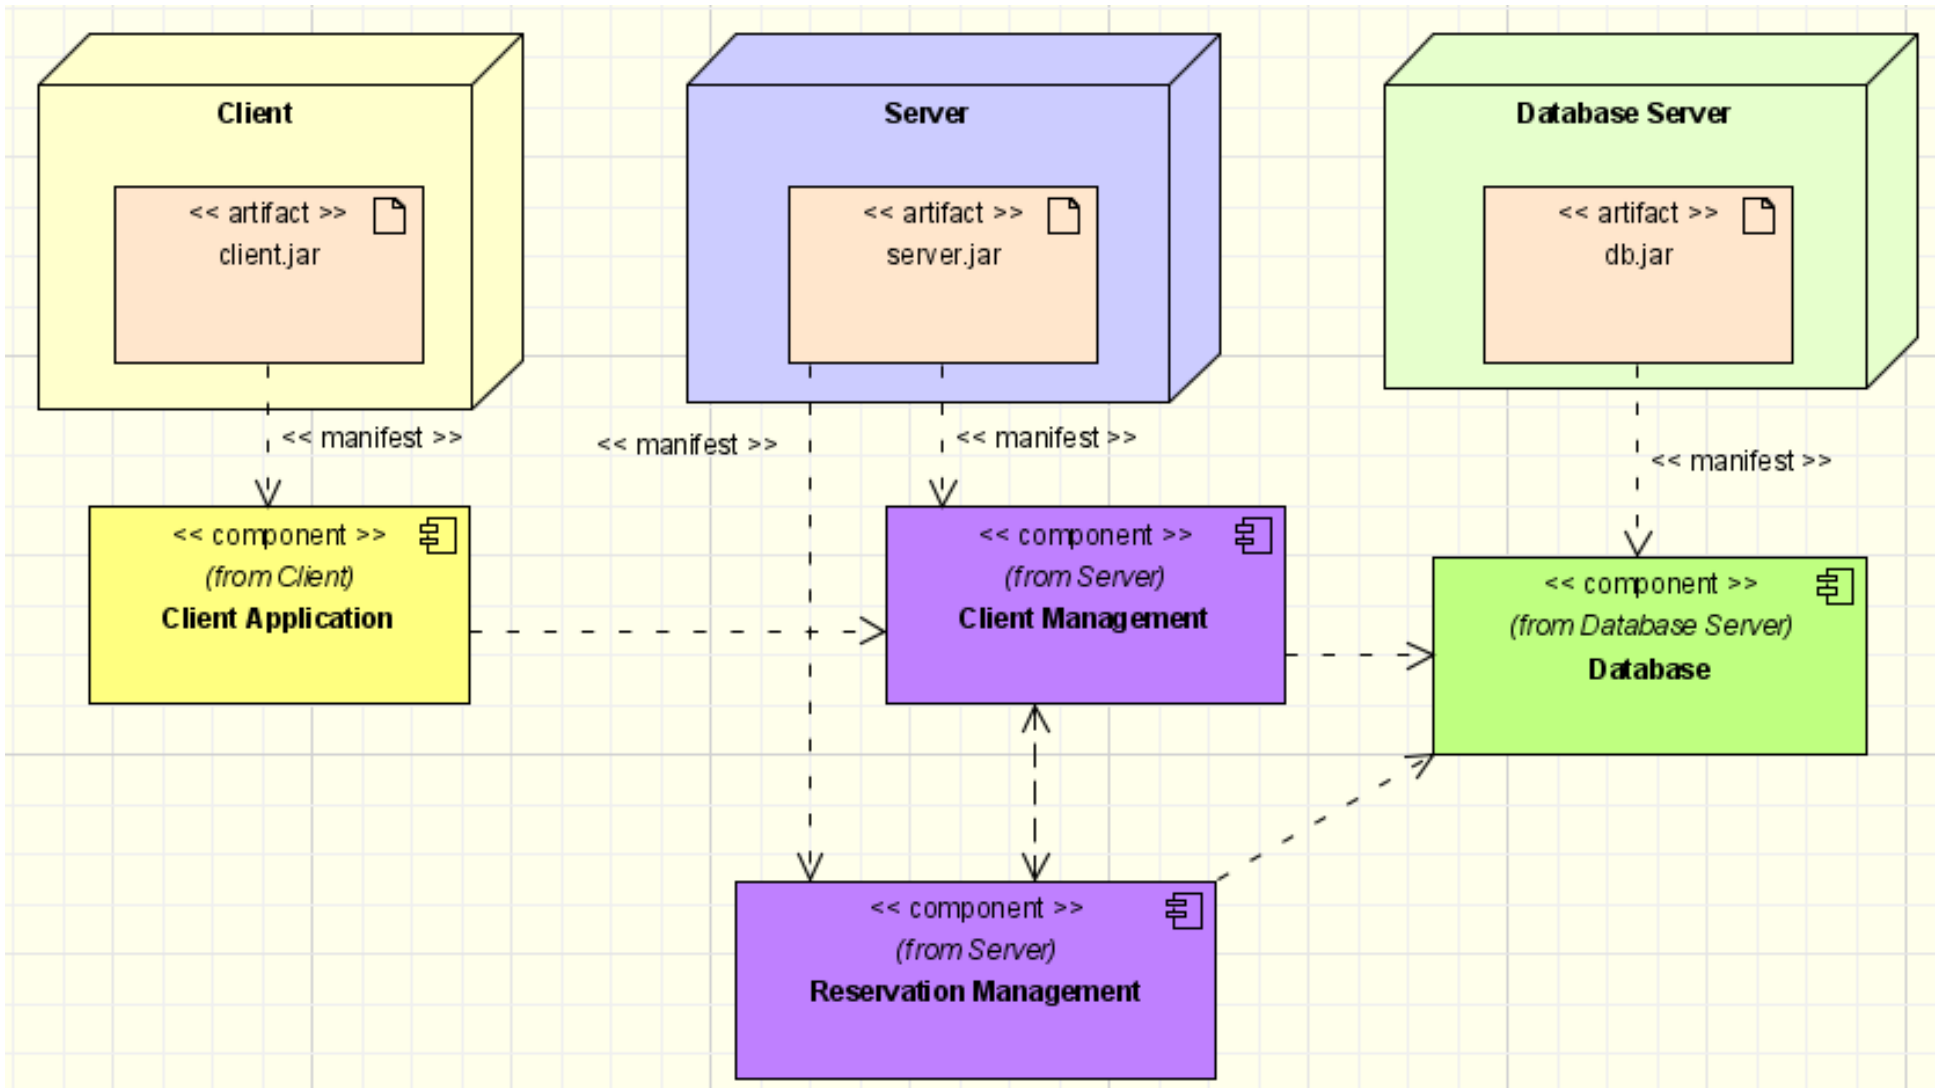 Client
<< artifact >>
client.jar
Server
<< artifact >>
server.jar
Database Server
<< artifact >>
db.jar
<< manifest >>
<< manifest >>
<< manifest >>
<< manifest >>
<< component >>
(from Client)
Client Application
<< component >>
(from Server)
Client Management
<< component >>
(from Database Server)
Database
<< component >>
(from Server)
Reservation Management